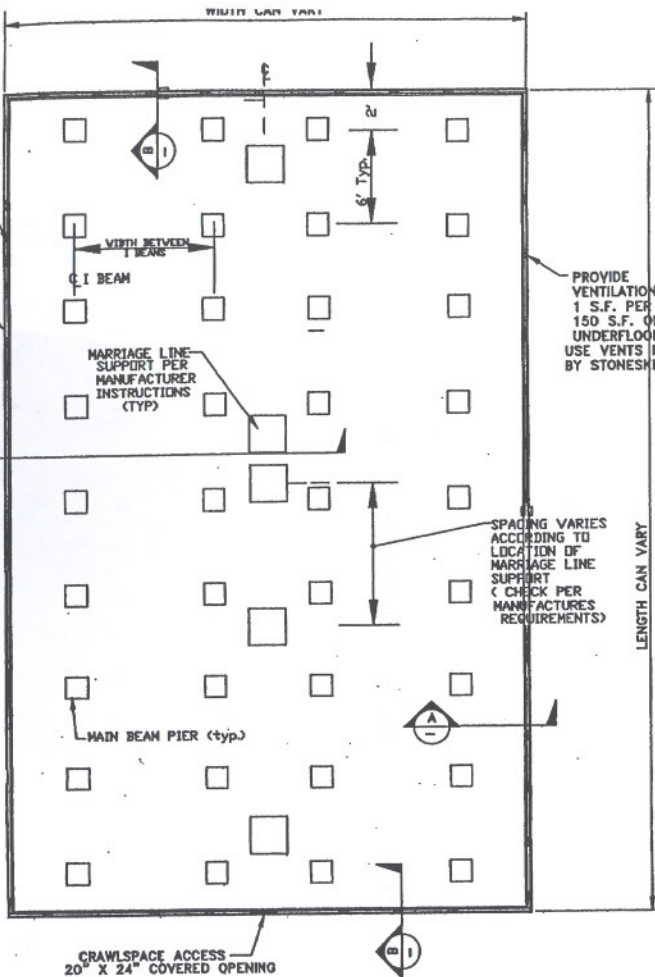 WIDTH CAN VARY
℄
B
1
2'
6' Typ.
WIDTH BETWEEN
I BEAMS
℄ I BEAM
PROVIDE
VENTILATION
1 S.F. PER
150 S.F.
UNDERFLOOR
USE VENTS
BY
MARRIAGE LINE
SUPPORT PER
MANUFACTURER
INSTRUCTIONS
(TYP)
SPACING VARIES
ACCORDING TO
LOCATION OF
MARRIAGE LINE
SUPPORT
( CHECK PER
MANUFACTURES
REQUIREMENTS)
LENGTH CAN VARY
A
MAIN BEAM PIER (typ.)
CRAWLSPACE ACCESS
20" X 24" COVERED OPENING
B
1